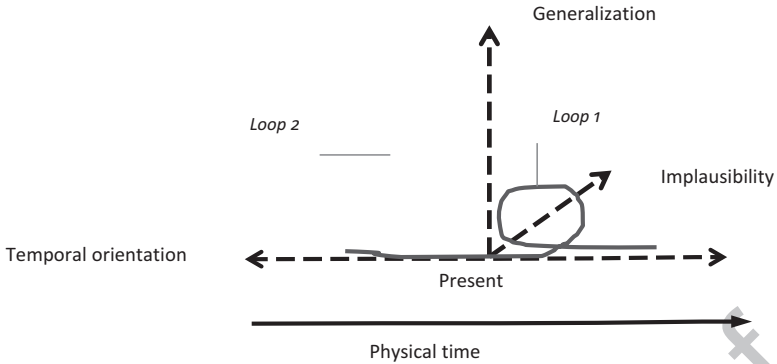 Generalization
Loop 2
Loop 1
Implausibility
Temporal orientation
Present
Physical time